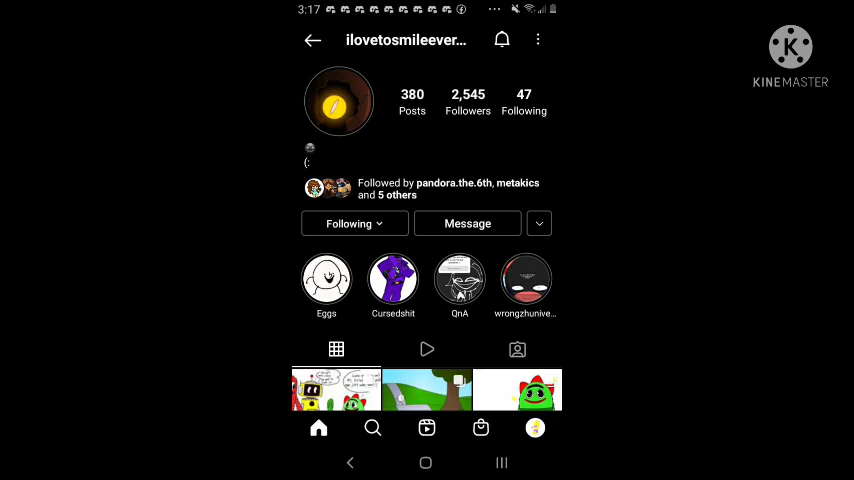 3:17
ilovetosmileever...
K
KINEMASTER
380
2,545
47
Posts
Followers
Following
(:
Followed by pandora.the.6th, metakics
and 5 others
Following
Message
Eggs
Cursedshit
QnA
wrongzhunive...